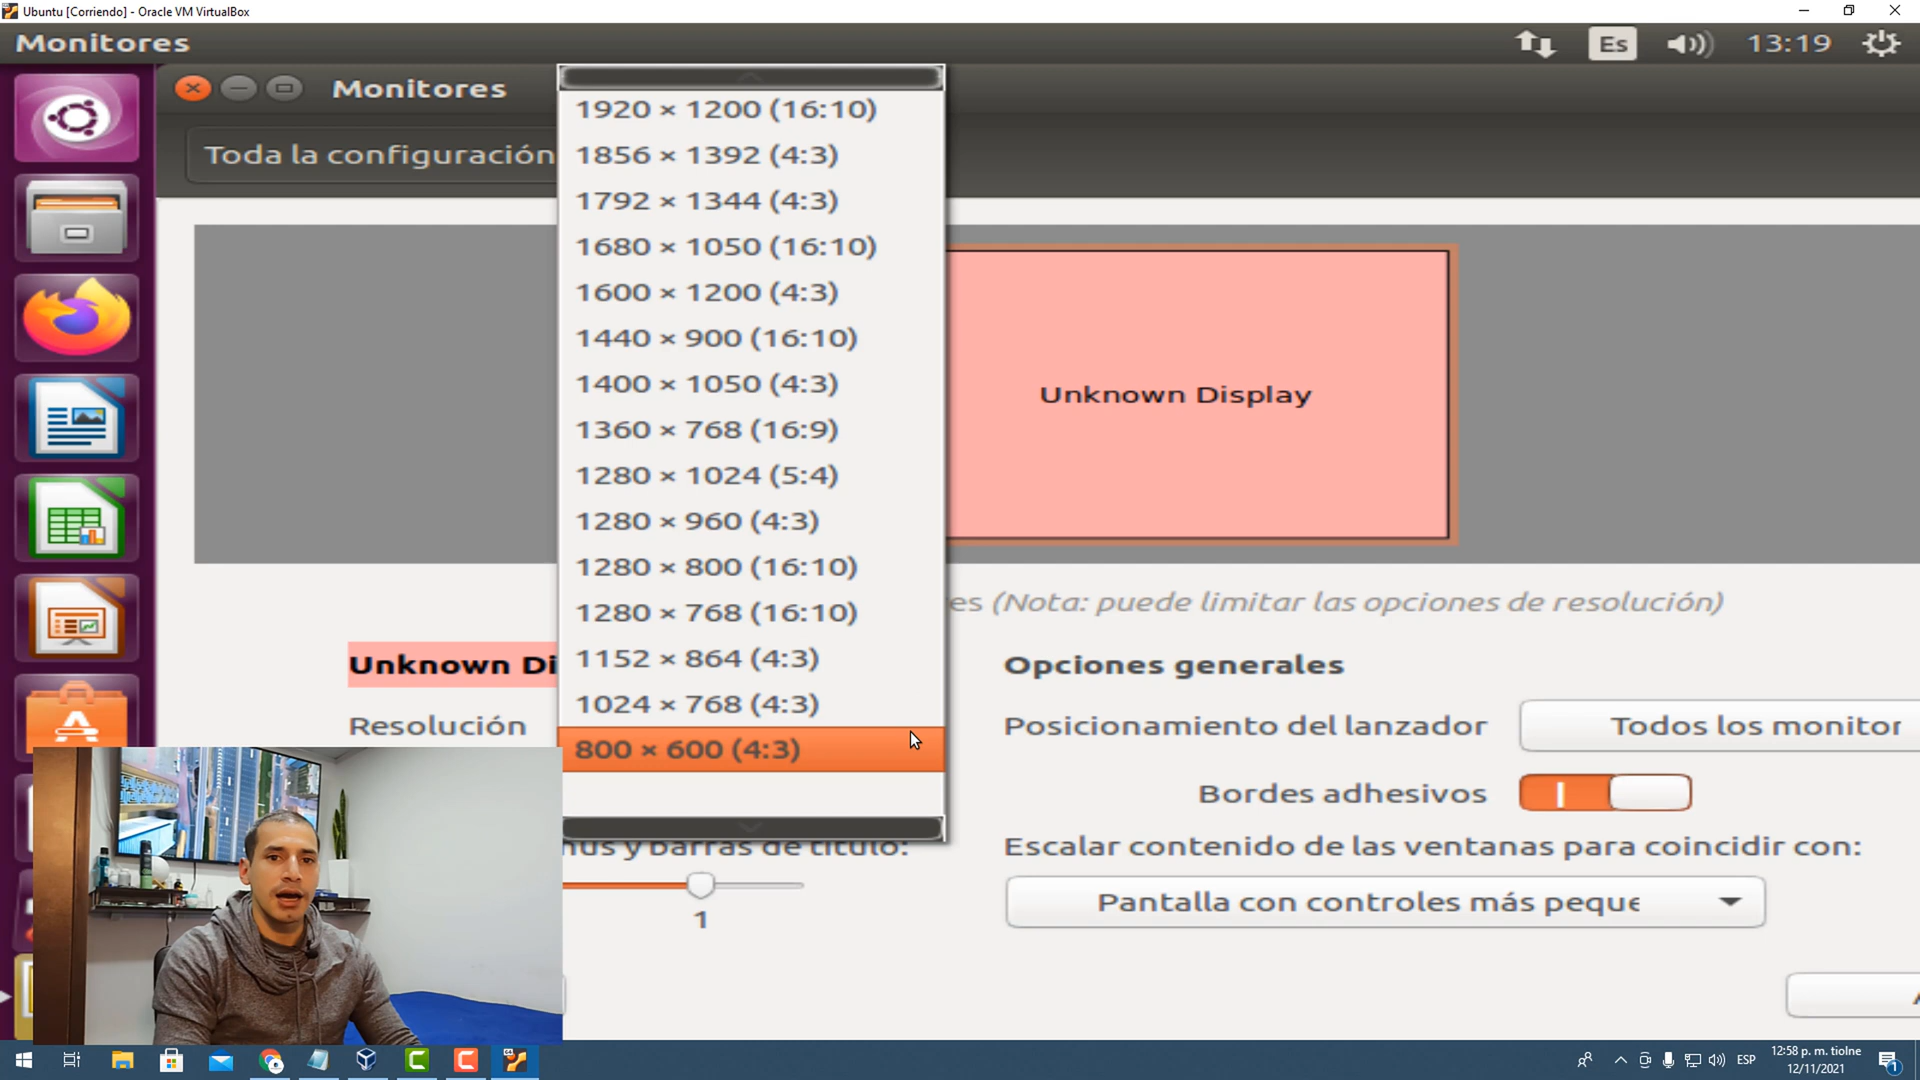 Ubuntu [Corriendo] - Oracle VM VirtualBox
Monitores
Es
13:19
Monitores
Toda la configuración
1920 × 1200 (16:10)
1856 × 1392 (4:3)
1792 × 1344 (4:3)
1680 × 1050 (16:10)
1600 × 1200 (4:3)
1440 × 900 (16:10)
1400 × 1050 (4:3)
1360 × 768 (16:9)
1280 × 1024 (5:4)
1280 × 960 (4:3)
1280 × 800 (16:10)
1280 × 768 (16:10)
1152 × 864 (4:3)
1024 × 768 (4:3)
800 × 600 (4:3)
Unknown Display
es (Nota: puede limitar las opciones de resolución)
Unknown Di
Opciones generales
Resolución
Posicionamiento del lanzador
Todos los monitor
Bordes adhesivos
nus y barras de título:
Escalar contenido de las ventanas para coincidir con:
1
Pantalla con controles más peque
ESP
12:58 p. m. tiolne
12/11/2021
1